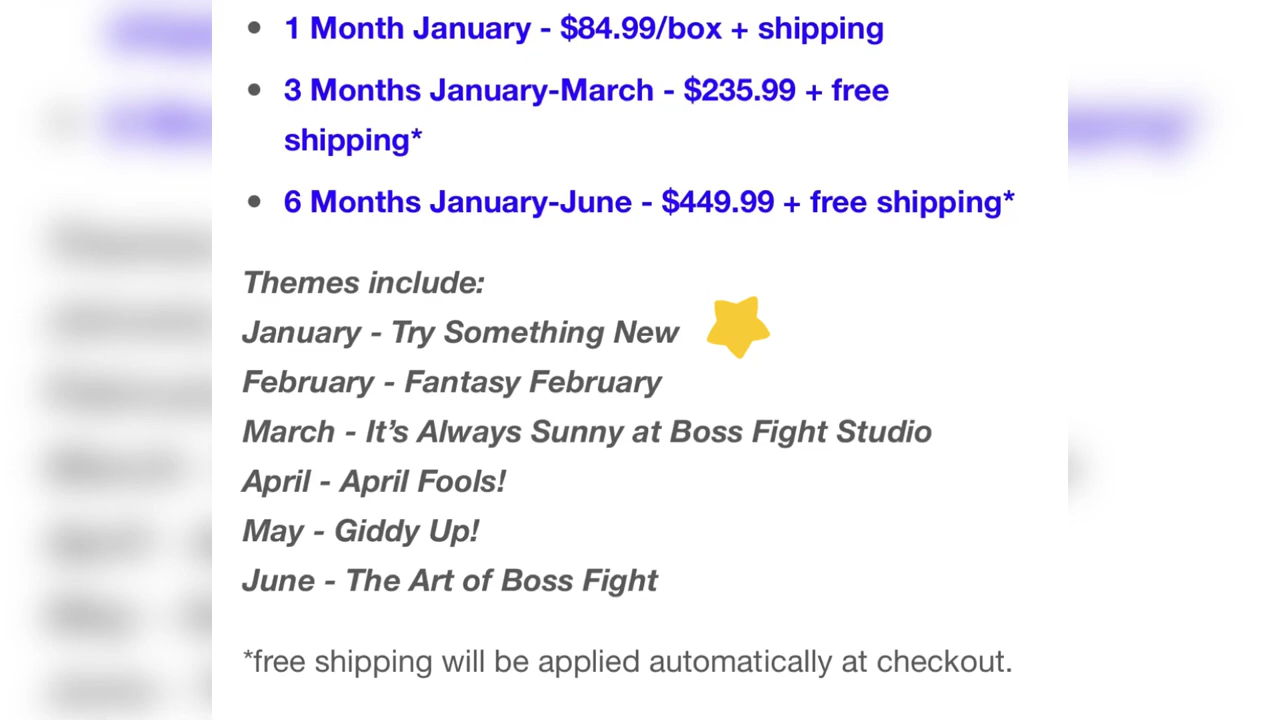 1 Month January - $84.99/box + shipping
3 Months January-March - $235.99 + free
shipping*
6 Months January-June - $449.99 + free shipping*
Themes include:
January - Try Something New
February - Fantasy February
March - It’s Always Sunny at Boss Fight Studio
April - April Fools!
May - Giddy Up!
June - The Art of Boss Fight
*free shipping will be applied automatically at checkout.